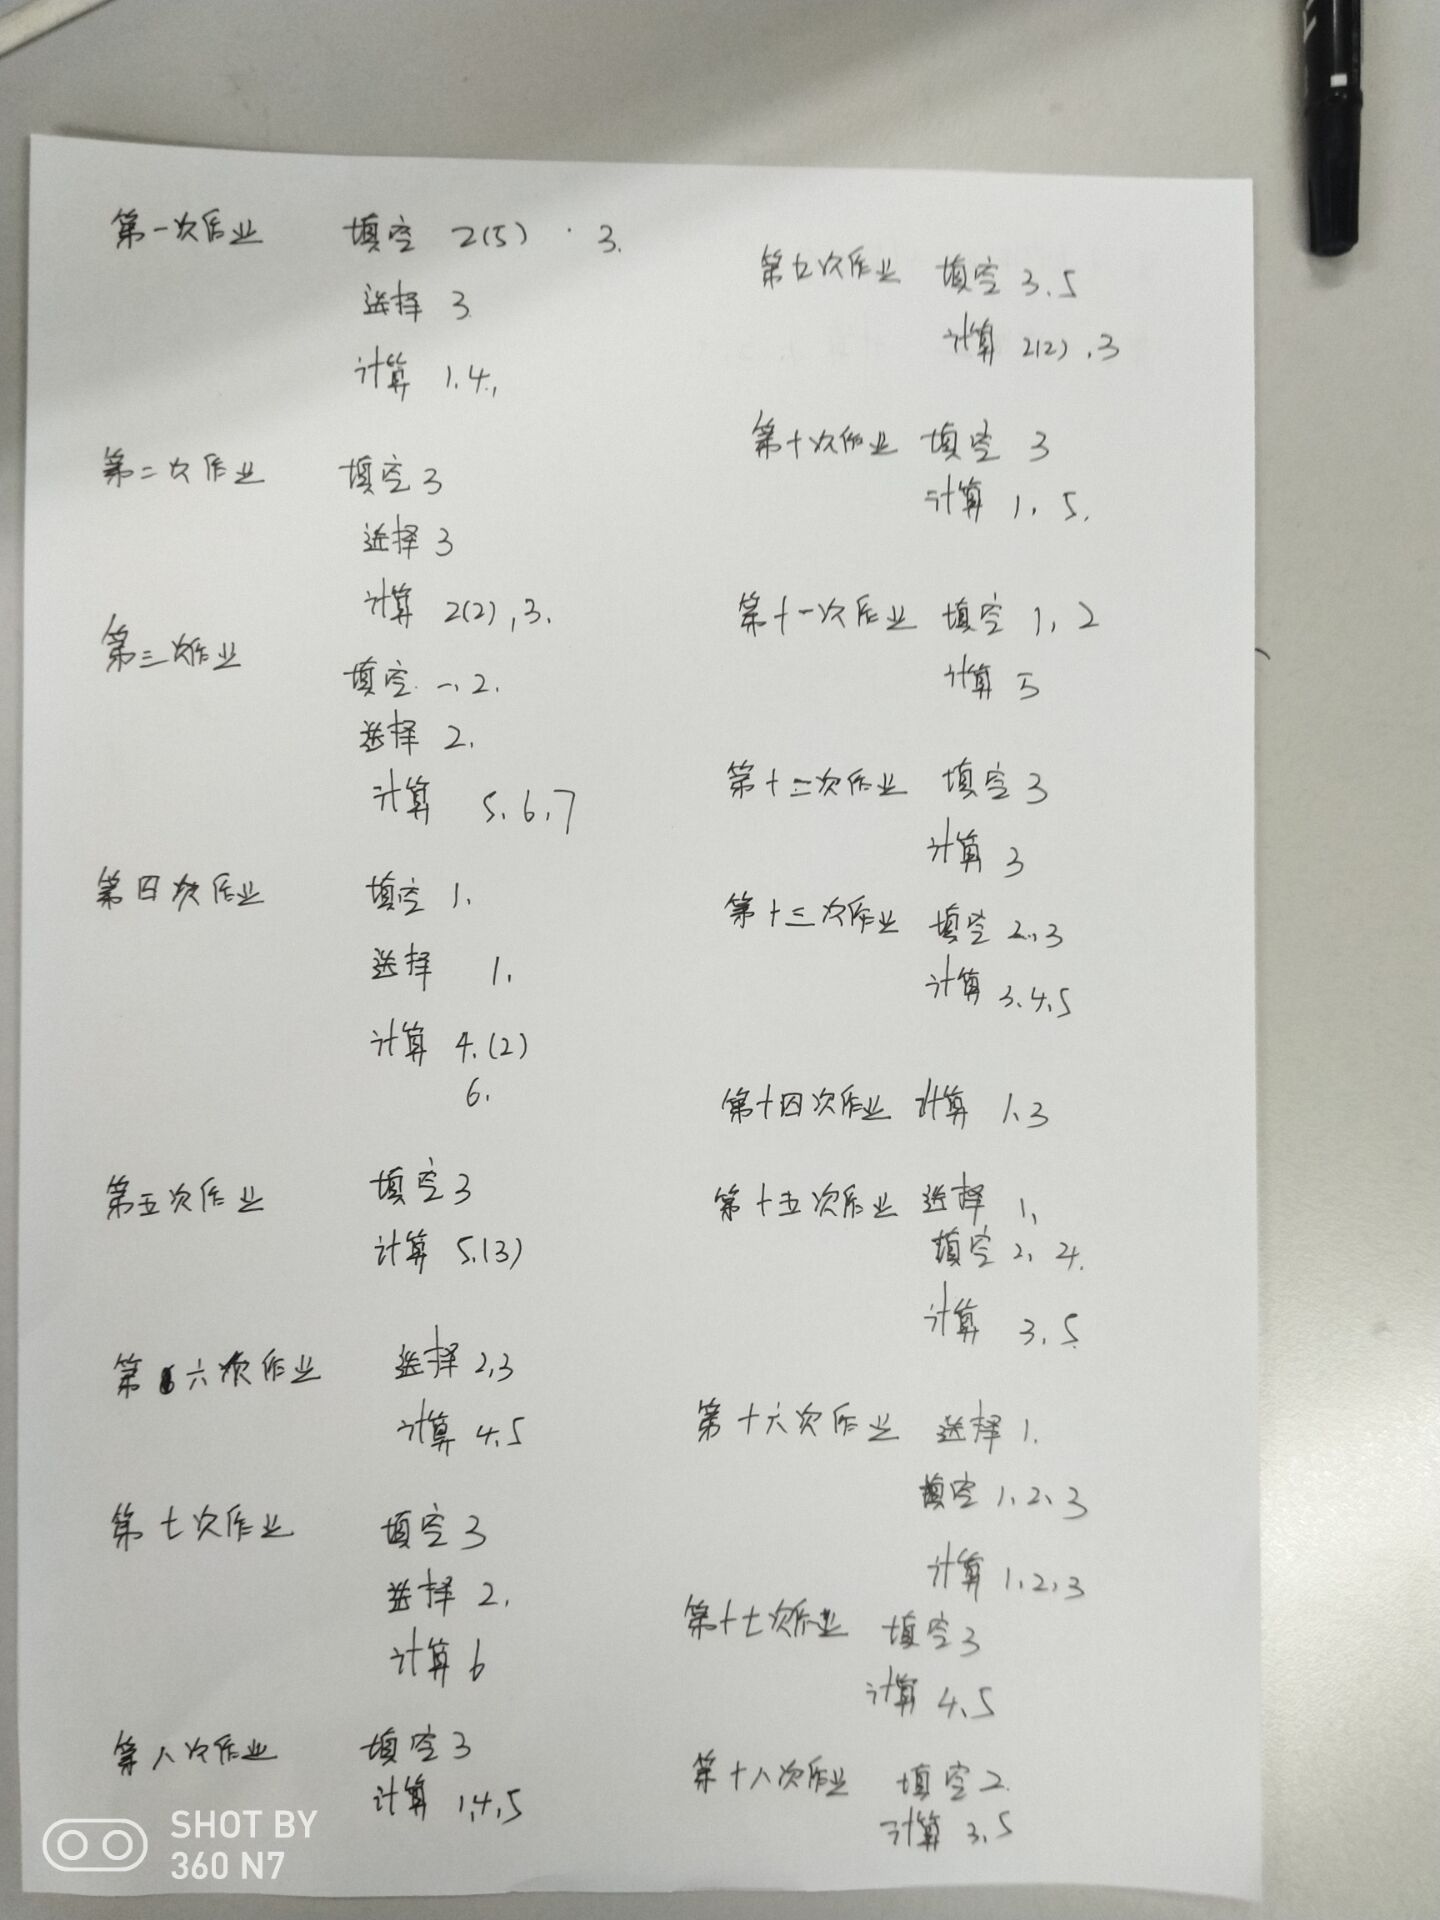 第一次作业 填空 2(5) . 3.
选择 3
计算 1.4.,
第二次作业 填空 3
选择 3
计算 2(2), 3.
第三次作业
填空 一、2.
选择 2.
计算 5、6、7
第四次作业 填空 1.
选择 1.
计算 4.(2)
6.
第五次作业 填空 3
计算 5.(3)
第六次作业 选择 2,3
计算 4、5
第七次作业 填空 3
选择 2.
计算 6
第八次作业 填空 3
计算 1,4,5
第九次作业 填空 3、5
计算 2(2), 3
第十次作业 填空 3
计算 1, 5.
第十一次作业 填空 1, 2
计算 5
第十二次作业 填空 3
计算 3
第十三次作业 填空 2、3
计算 3、4、5
第十四次作业 计算 1、3
第十五次作业 选择 1,
填空 2, 4.
计算 3、5
第十六次作业 选择 1.
填空 1、2、3
计算 1、2、3
第十七次作业 填空 3
计算 4、5
第十八次作业 填空 2.
计算 3、5
SHOT BY
360 N7